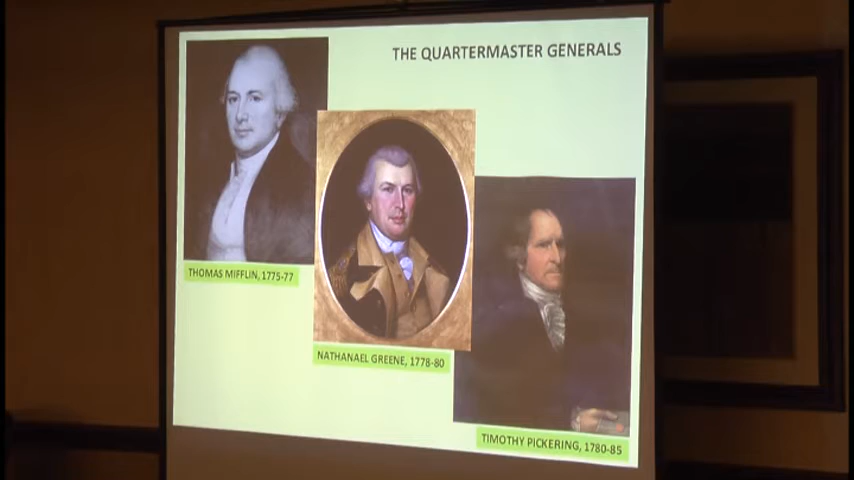 THE QUARTERMASTER GENERALS
THOMAS MIFFLIN, 1775-77
NATHANAEL GREENE, 1778-80
TIMOTHY PICKERING, 1780-85